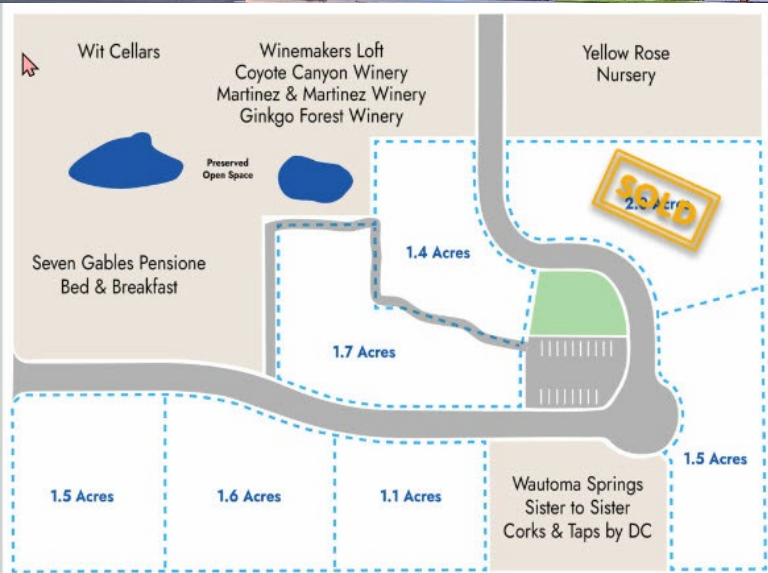 Wit Cellars
Winemakers Loft
Coyote Canyon Winery
Martinez & Martinez Winery
Ginkgo Forest Winery
Yellow Rose
Nursery
Preserved
Open Space
SOLD
1.4 Acres
Seven Gables Pensione
Bed & Breakfast
1.7 Acres
1.5 Acres
1.5 Acres
1.6 Acres
1.1 Acres
Wautoma Springs
Sister to Sister
Corks & Taps by DC